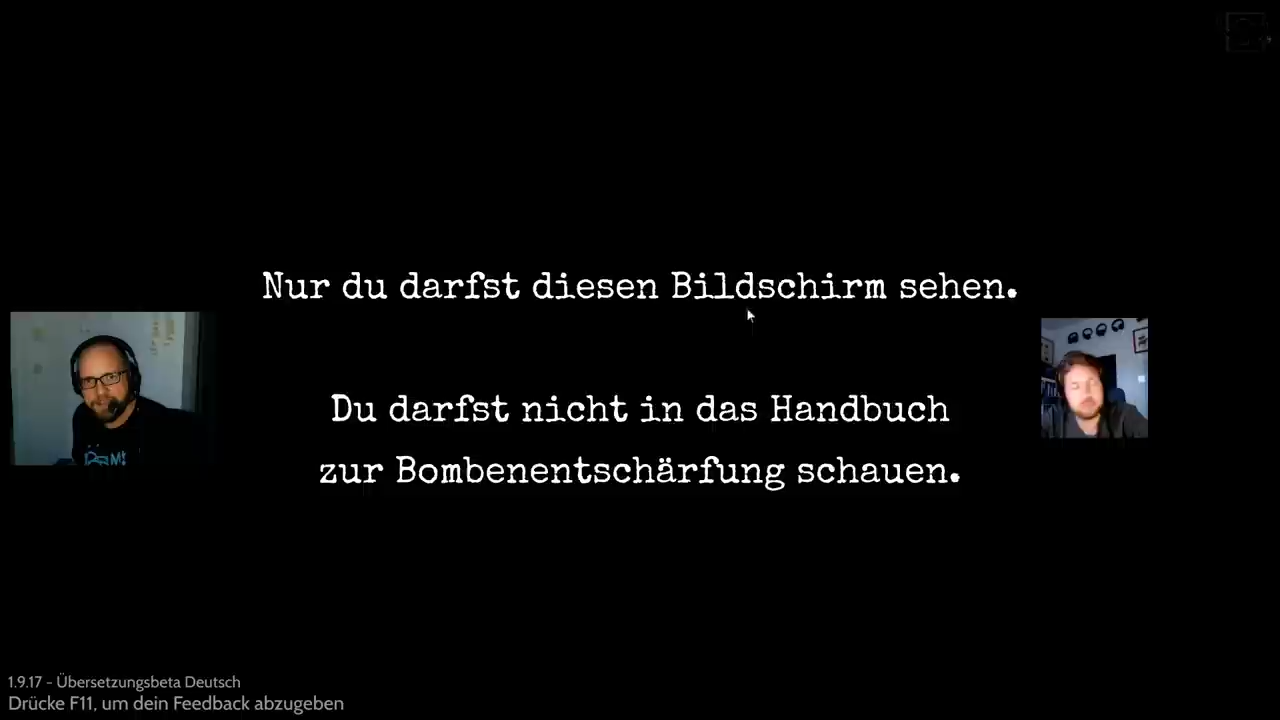 Nur du darfst diesen Bildschirm sehen.
Du darfst nicht in das Handbuch
zur Bombenentschärfung schauen.
1.9.17 - Übersetzungsbeta Deutsch
Drücke F11, um dein Feedback abzugeben